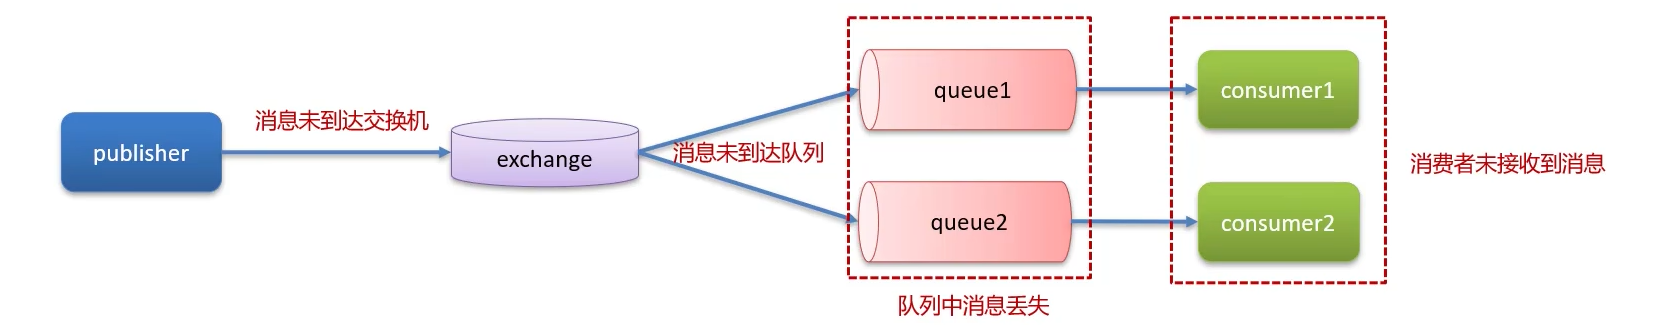 publisher
消息未到达交换机
exchange
消息未到达队列
queue1
queue2
队列中消息丢失
consumer1
consumer2
消费者未接收到消息